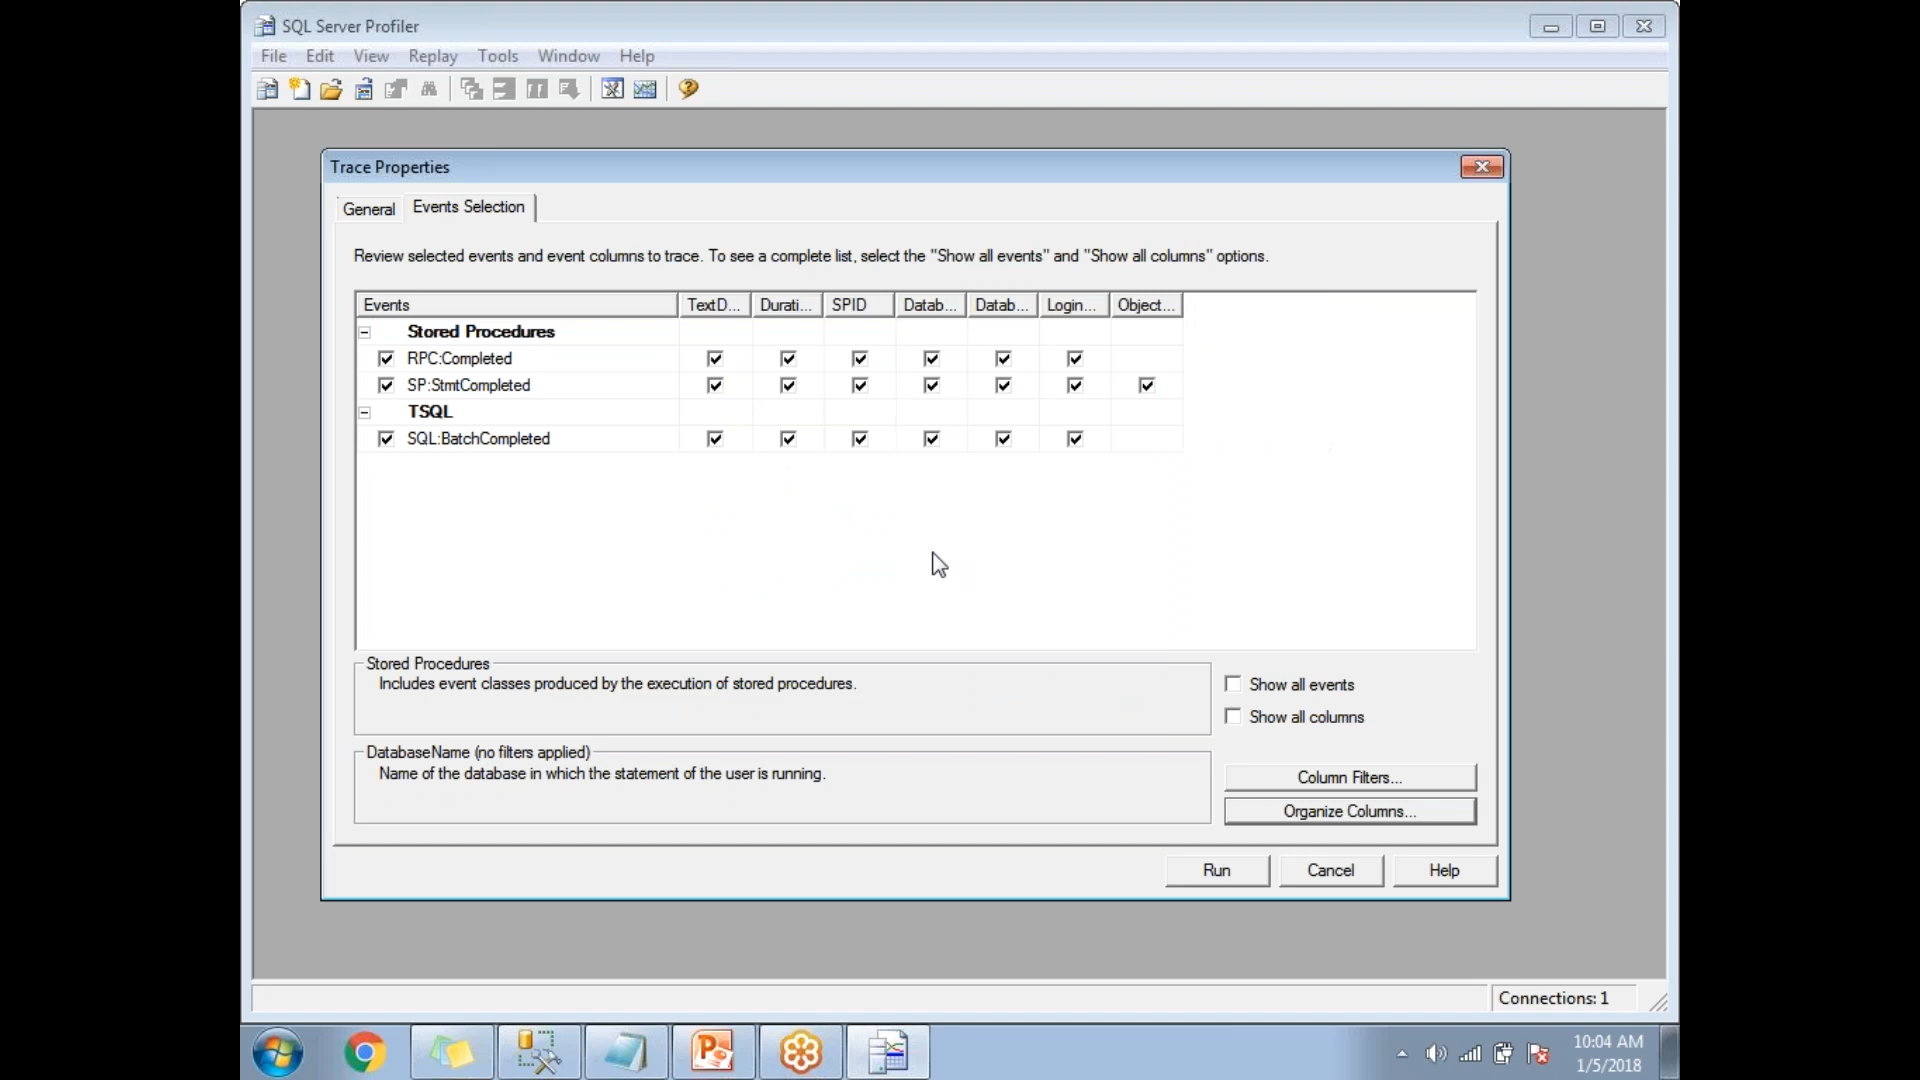 SQL Server Profiler
File Edit View Replay Tools Window Help
Trace Properties
General Events Selection
Review selected events and event columns to trace. To see a complete list, select the "Show all events" and "Show all columns" options.
Events TextD... Durati... SPID Datab... Datab... Login... Object...
Stored Procedures
RPC:Completed
SP:StmtCompleted
TSQL
SQL:BatchCompleted
Stored Procedures
Includes event classes produced by the execution of stored procedures.
Show all events
Show all columns
DatabaseName (no filters applied)
Name of the database in which the statement of the user is running.
Column Filters...
Organize Columns...
Run Cancel Help
Connections: 1
10:04 AM
1/5/2018